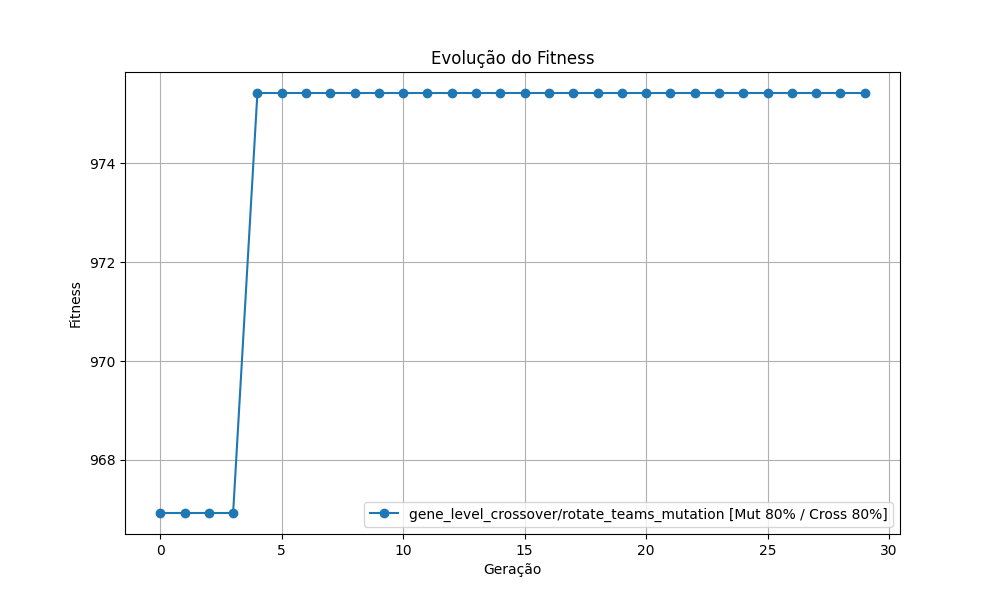 Evolução do Fitness
Fitness
974
972
970
968
gene_level_crossover/rotate_teams_mutation [Mut 80% / Cross 80%]
0 5 10 15 20 25 30
Geração